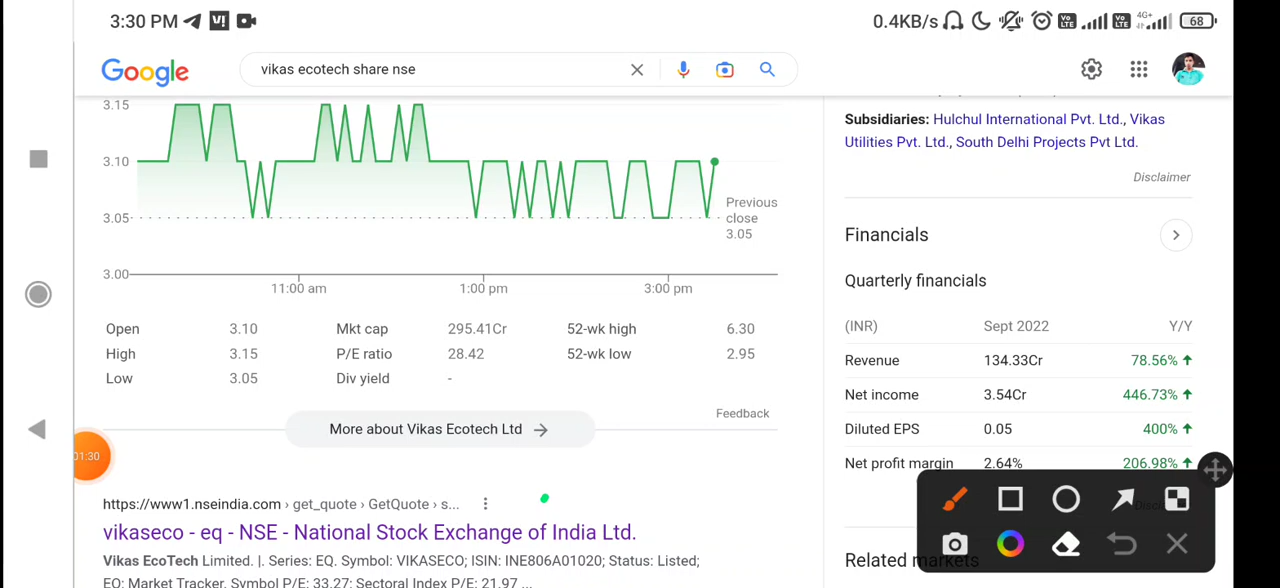 3:30 PM
0.4KB/s
4G+
68
Google
vikas ecotech share nse
3.15
3.10
3.05
3.00
Previous
close
3.05
11:00 am 1:00 pm 3:00 pm
Open 3.10 Mkt cap 295.41Cr 52-wk high 6.30
High 3.15 P/E ratio 28.42 52-wk low 2.95
Low 3.05 Div yield -
Feedback
More about Vikas Ecotech Ltd
01:30
https://www1.nseindia.com › get_quote › GetQuote › s...
vikaseco - eq - NSE - National Stock Exchange of India Ltd.
Vikas EcoTech Limited. |. Series: EQ. Symbol: VIKASECO; ISIN: INE806A01020; Status: Listed;
EQ: Market Tracker. Symbol P/E: 33.27; Sectoral Index P/E: 21.97 ...
Subsidiaries: Hulchul International Pvt. Ltd., Vikas
Utilities Pvt. Ltd., South Delhi Projects Pvt Ltd.
Disclaimer
Financials
Quarterly financials
(INR) Sept 2022 Y/Y
Revenue 134.33Cr 78.56%
Net income 3.54Cr 446.73%
Diluted EPS 0.05 400%
Net profit margin 2.64% 206.98%
Related markets